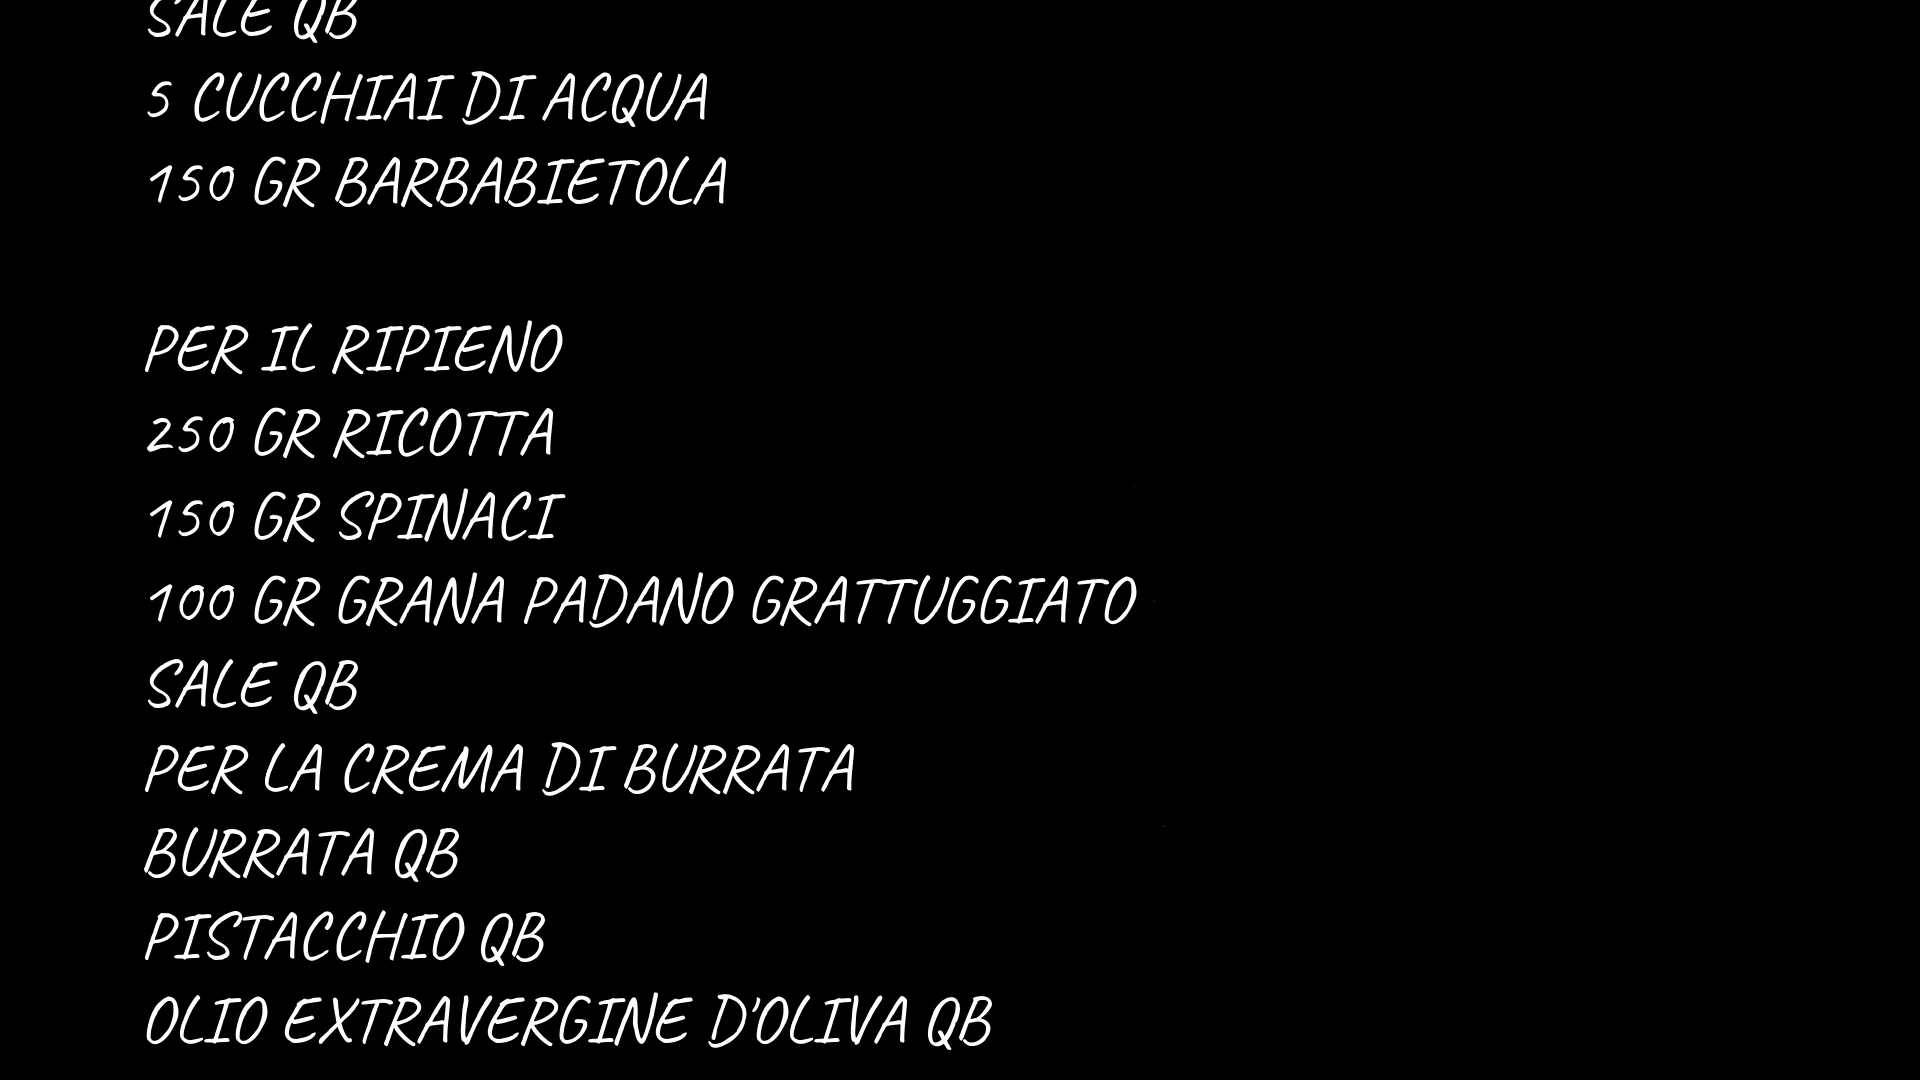 SALE QB
5 CUCCHIAI DI ACQUA
150 GR BARBABIETOLA
PER IL RIPIENO
250 GR RICOTTA
150 GR SPINACI
100 GR GRANA PADANO GRATTUGGIATO
SALE QB
PER LA CREMA DI BURRATA
BURRATA QB
PISTACCHIO QB
OLIO EXTRAVERGINE D'OLIVA QB